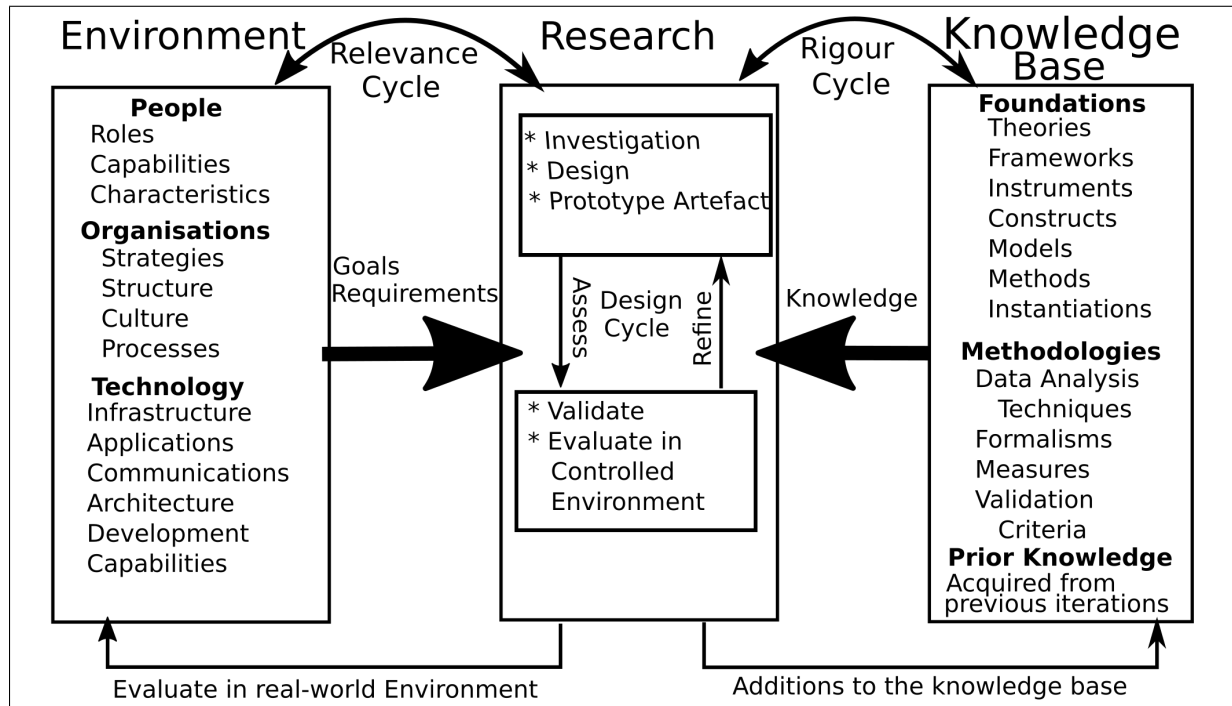 Environment
Relevance
Cycle
Research
Rigour
Cycle
Knowledge
Base
People
Roles
Capabilities
Characteristics
Organisations
Strategies
Structure
Culture
Processes
Technology
Infrastructure
Applications
Communications
Architecture
Development
Capabilities
Goals
Requirements
* Investigation
* Design
* Prototype Artefact
Assess
Design
Cycle
Refine
* Validate
* Evaluate in
Controlled
Environment
Knowledge
Foundations
Theories
Frameworks
Instruments
Constructs
Models
Methods
Instantiations
Methodologies
Data Analysis
Techniques
Formalisms
Measures
Validation
Criteria
Prior Knowledge
Acquired from
previous iterations
Evaluate in real-world Environment
Additions to the knowledge base